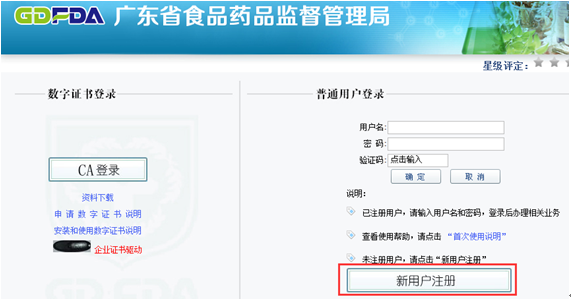 GDFDA 广东省食品药品监督管理局
星级评定：
数字证书登录
CA登录
资料下载
申请数字证书说明
安装和使用数字证书说明
企业证书驱动
普通用户登录
用户名:
密 码:
验证码: 点击输入
确 定 取 消
说明:
已注册用户，请输入用户名和密码，登录后办理相关业务
查看使用帮助，请点击 “首次使用说明”
未注册用户，请点击“新用户注册”
新用户注册